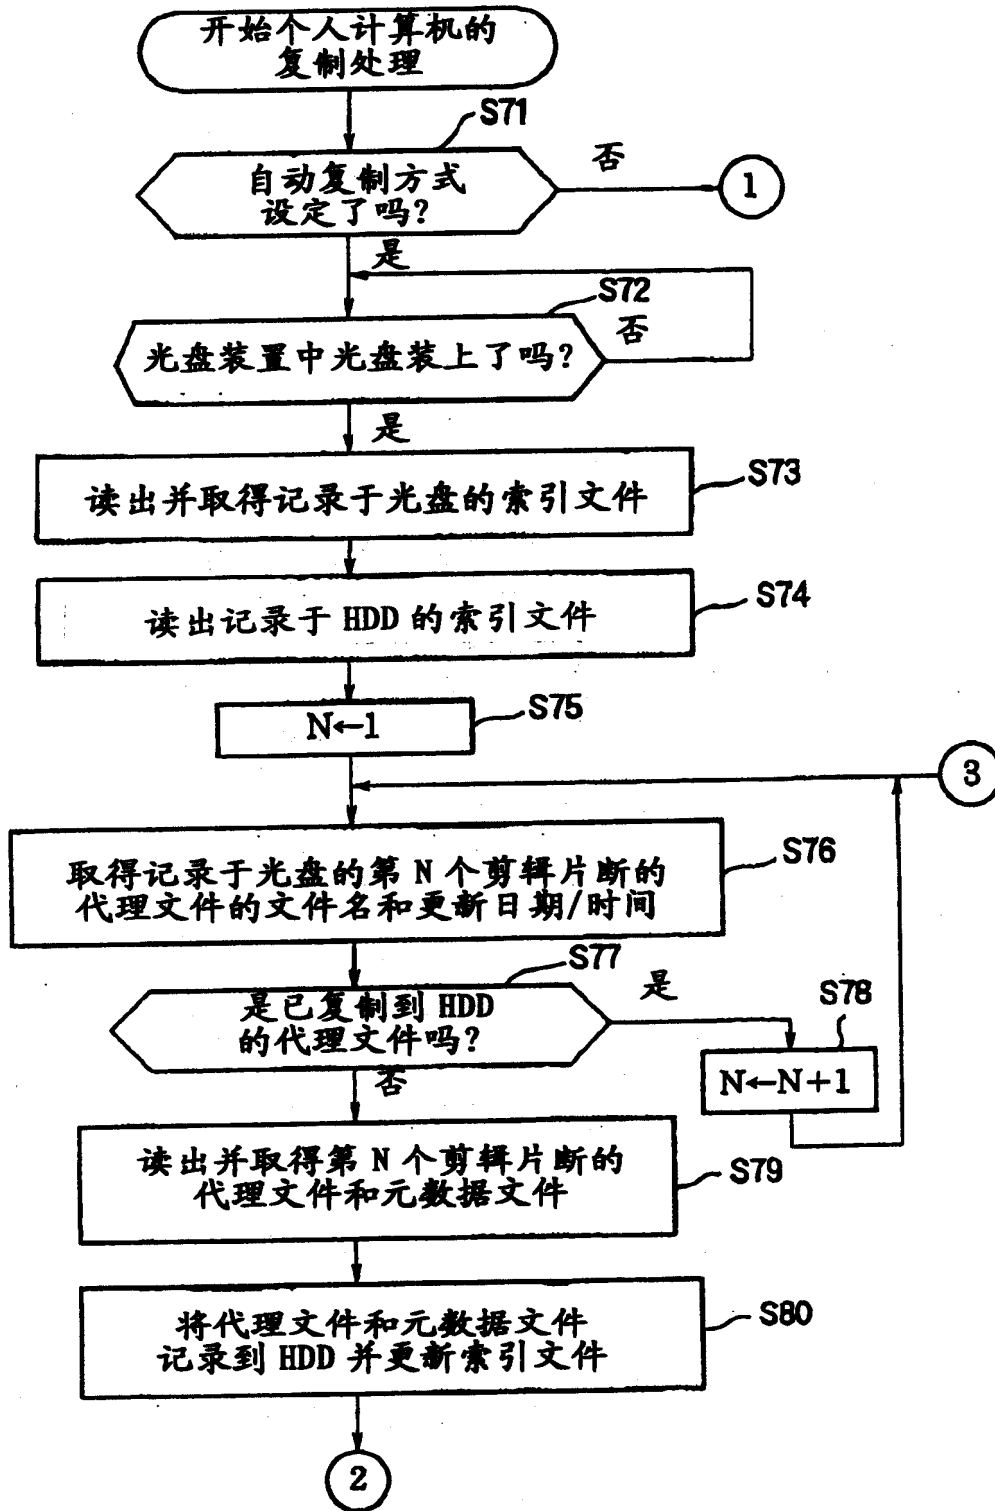 开始个人计算机的
复制处理
S71
自动复制方式
设定了吗?
否
1
是
S72
光盘装置中光盘装上了吗?
否
是
S73
读出并取得记录于光盘的索引文件
S74
读出记录于 HDD 的索引文件
S75
N←1
3
S76
取得记录于光盘的第 N 个剪辑片断的
代理文件的文件名和更新日期/时间
S77
是已复制到 HDD
的代理文件吗?
是
S78
N←N+1
否
读出并取得第 N 个剪辑片断的
代理文件和元数据文件
S79
将代理文件和元数据文件
记录到 HDD 并更新索引文件
S80
2